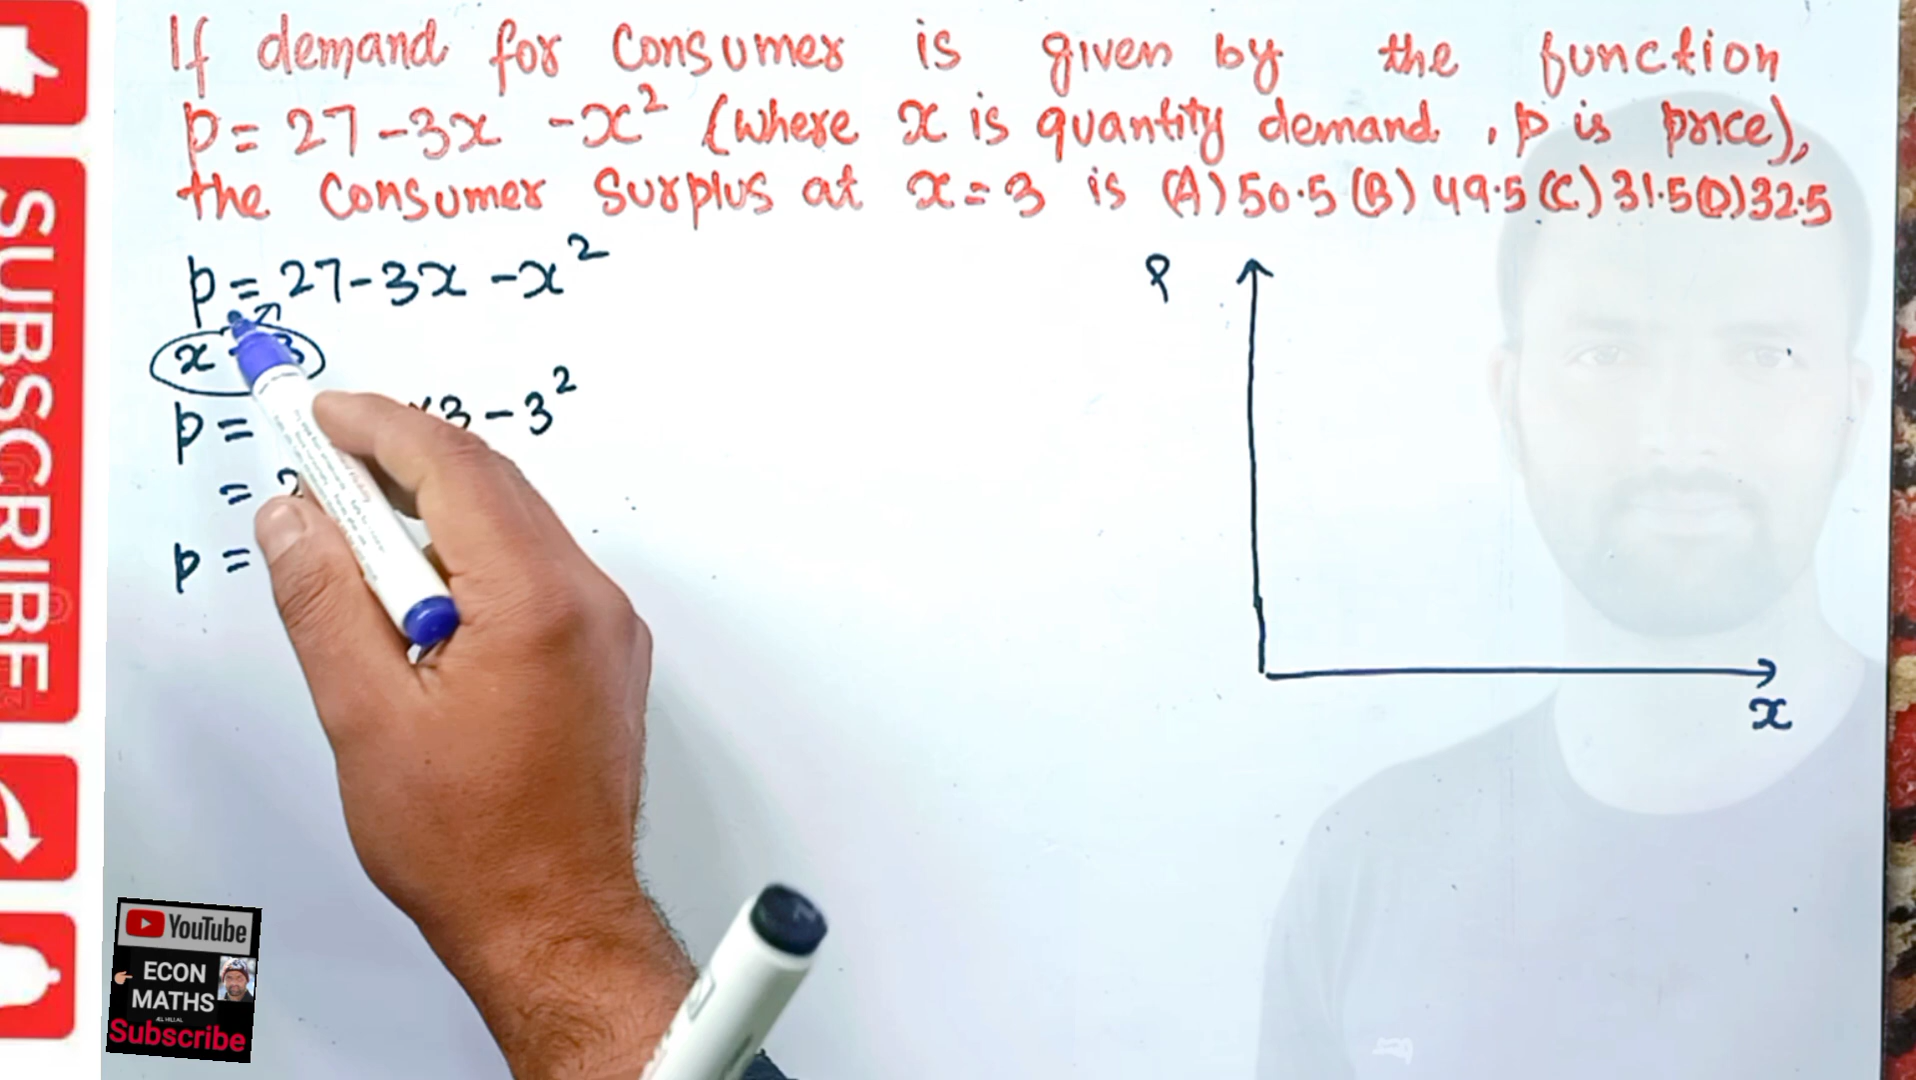 If demand for Consumer is given by the function
p = 27 - 3x - x² (where x is quantity demand, p is price),
the Consumer Surplus at x = 3 is (A) 50.5 (B) 49.5 (C) 31.5 (D) 32.5
p = 27 - 3x - x²
x 3
p = ×3 - 3²
= 2
p =
P
x
SUBSCRIBE
YouTube
ECON
MATHS
Subscribe